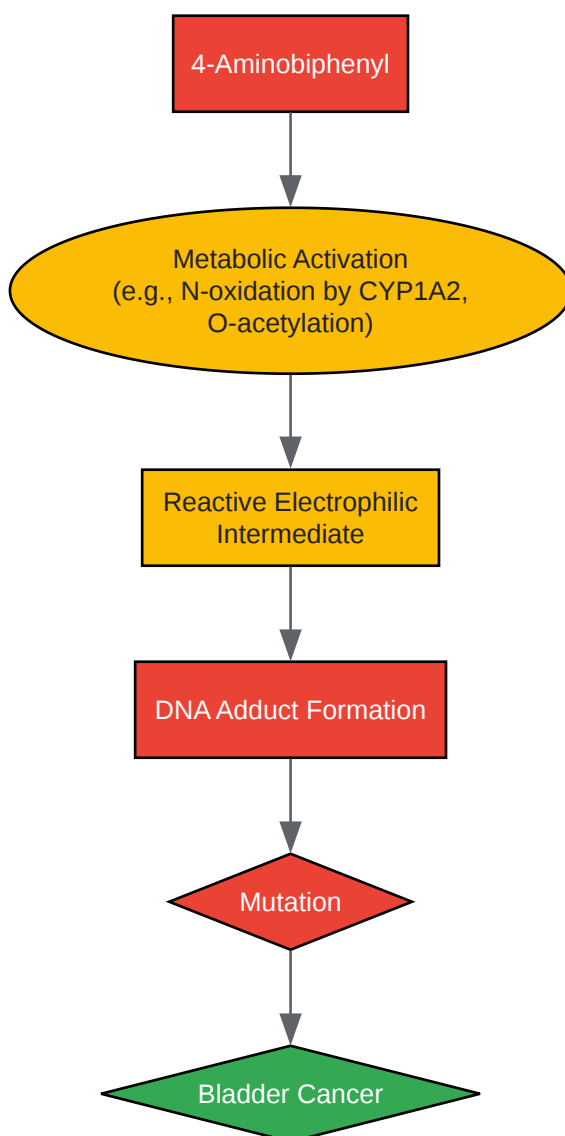 4-Aminobiphenyl
Metabolic Activation
(e.g., N-oxidation by CYP1A2,
O-acetylation)
Reactive Electrophilic
Intermediate
DNA Adduct Formation
Mutation
Bladder Cancer